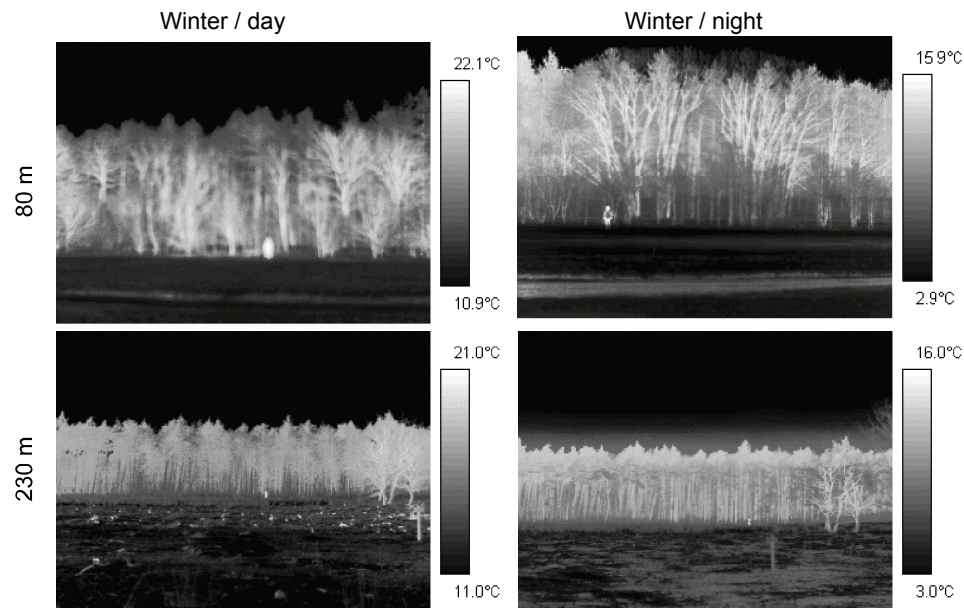 Winter / day
Winter / night
80 m
22.1°C
10.9°C
15.9°C
2.9°C
230 m
21.0°C
11.0°C
16.0°C
3.0°C